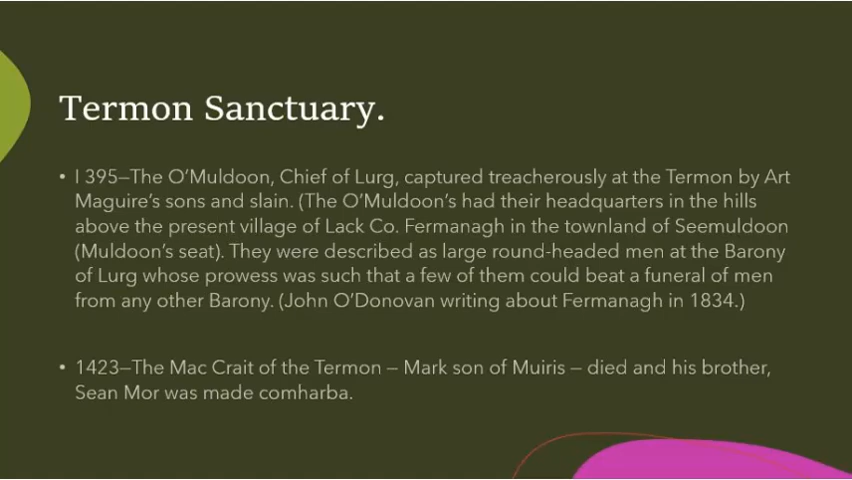 Termon Sanctuary.
• I 395—The O'Muldoon, Chief of Lurg, captured treacherously at the Termon by Art
Maguire's sons and slain. (The O'Muldoon's had their headquarters in the hills
above the present village of Lack Co. Fermanagh in the townland of Seemuldoon
(Muldoon's seat). They were described as large round-headed men at the Barony
of Lurg whose prowess was such that a few of them could beat a funeral of men
from any other Barony. (John O'Donovan writing about Fermanagh in 1834.)
• 1423—The Mac Crait of the Termon – Mark son of Muiris – died and his brother,
Sean Mor was made comharba.